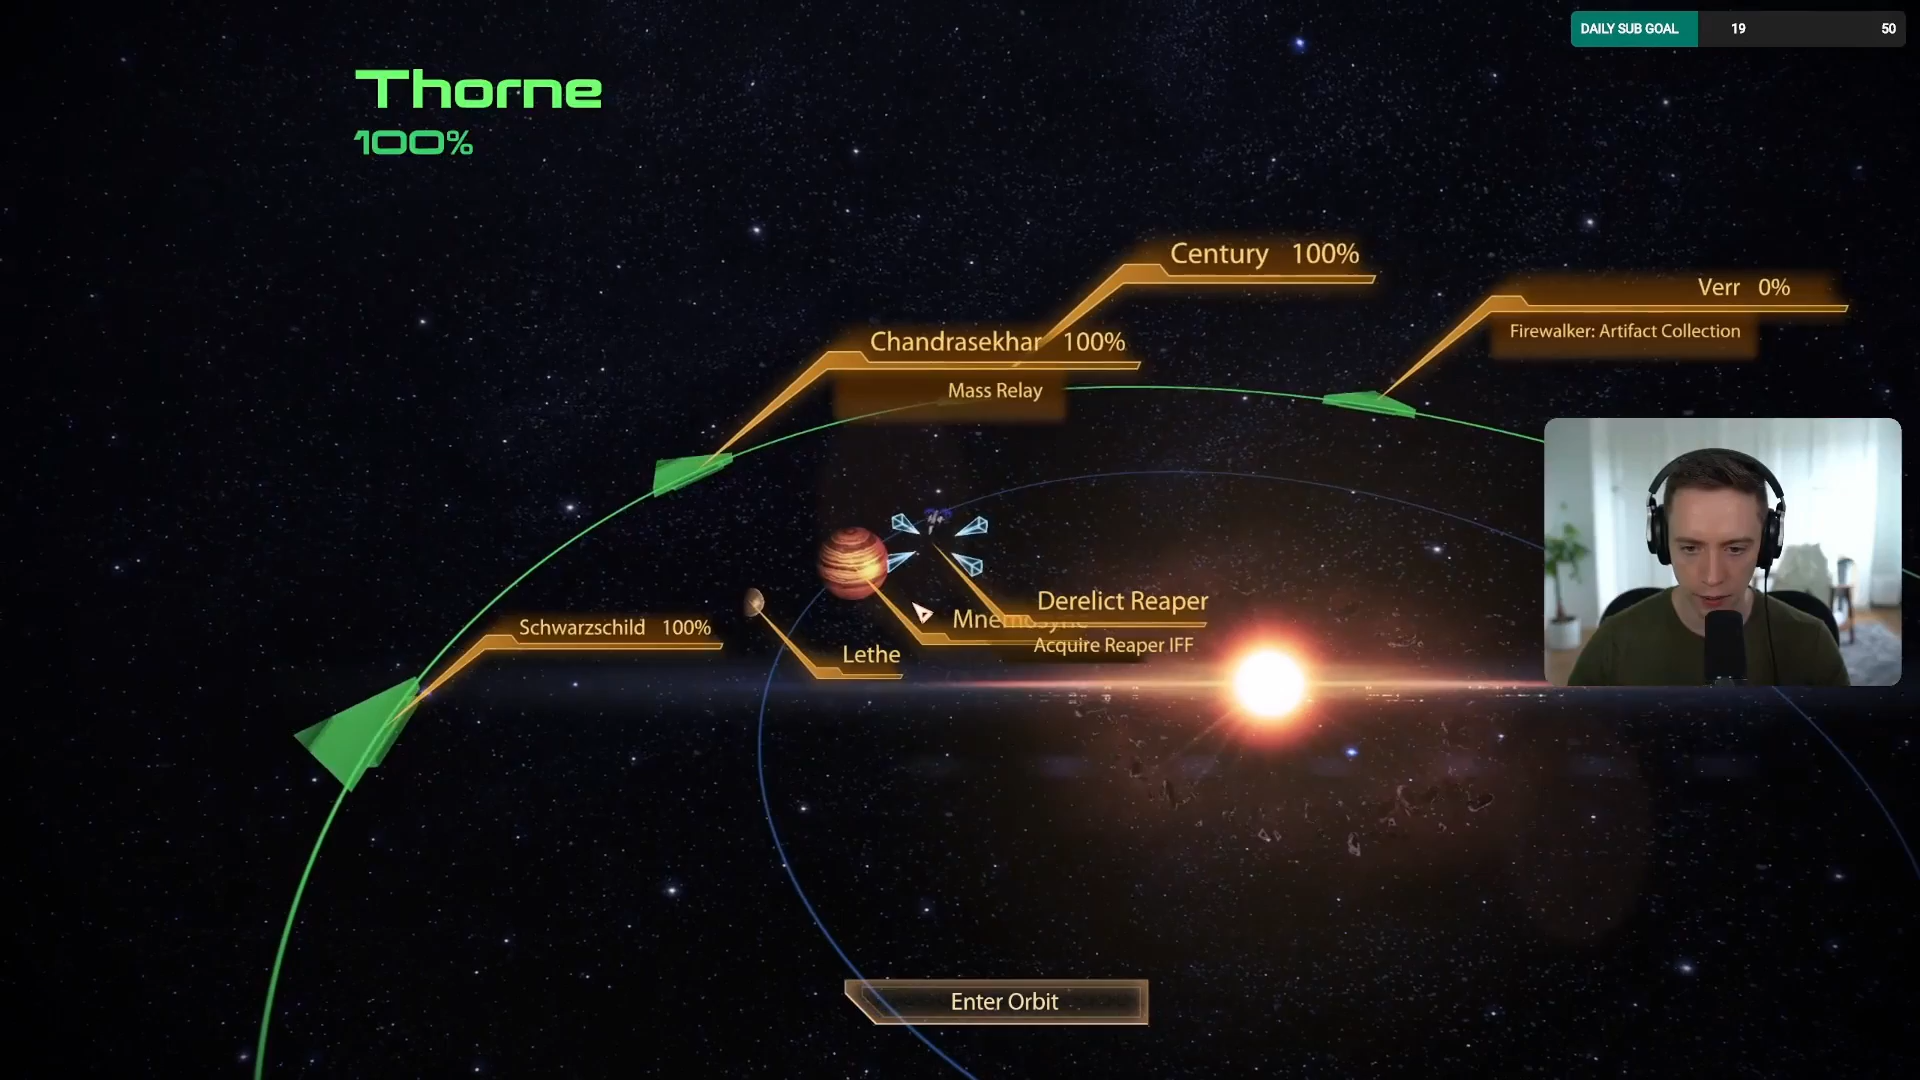 DAILY SUB GOAL 19 50
Thorne
100%
Century 100%
Verr 0%
Firewalker: Artifact Collection
Chandrasekhar 100%
Mass Relay
Derelict Reaper
Mnemosyne
Acquire Reaper IFF
Schwarzschild 100%
Lethe
Enter Orbit